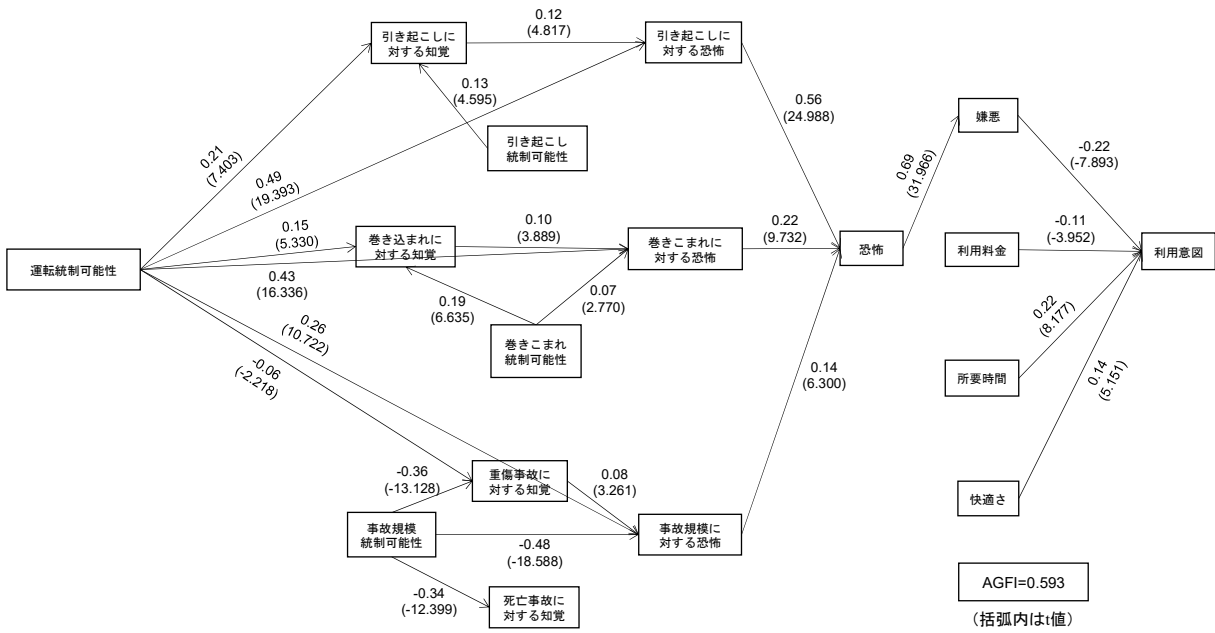 引き起こしに
対する知覚
0.12
(4.817)
引き起こしに
対する恐怖
0.13
(4.595)
引き起こし
統制可能性
0.21
(7.403)
0.49
(19.393)
0.56
(24.988)
嫌悪
0.69
(31.966)
-0.22
(-7.893)
運転統制可能性
0.15
(5.330)
巻き込まれに
対する知覚
0.10
(3.889)
巻きこまれに
対する恐怖
0.22
(9.732)
恐怖
利用料金
-0.11
(-3.952)
利用意図
0.43
(16.336)
0.19
(6.635)
0.07
(2.770)
巻きこまれ
統制可能性
0.26
(10.722)
-0.06
(-2.218)
0.14
(6.300)
所要時間
0.22
(8.177)
0.14
(5.151)
快適さ
-0.36
(-13.128)
重傷事故に
対する知覚
0.08
(3.261)
事故規模
統制可能性
-0.48
(-18.588)
事故規模に
対する恐怖
-0.34
(-12.399)
死亡事故に
対する知覚
AGFI=0.593
（括弧内はt値）